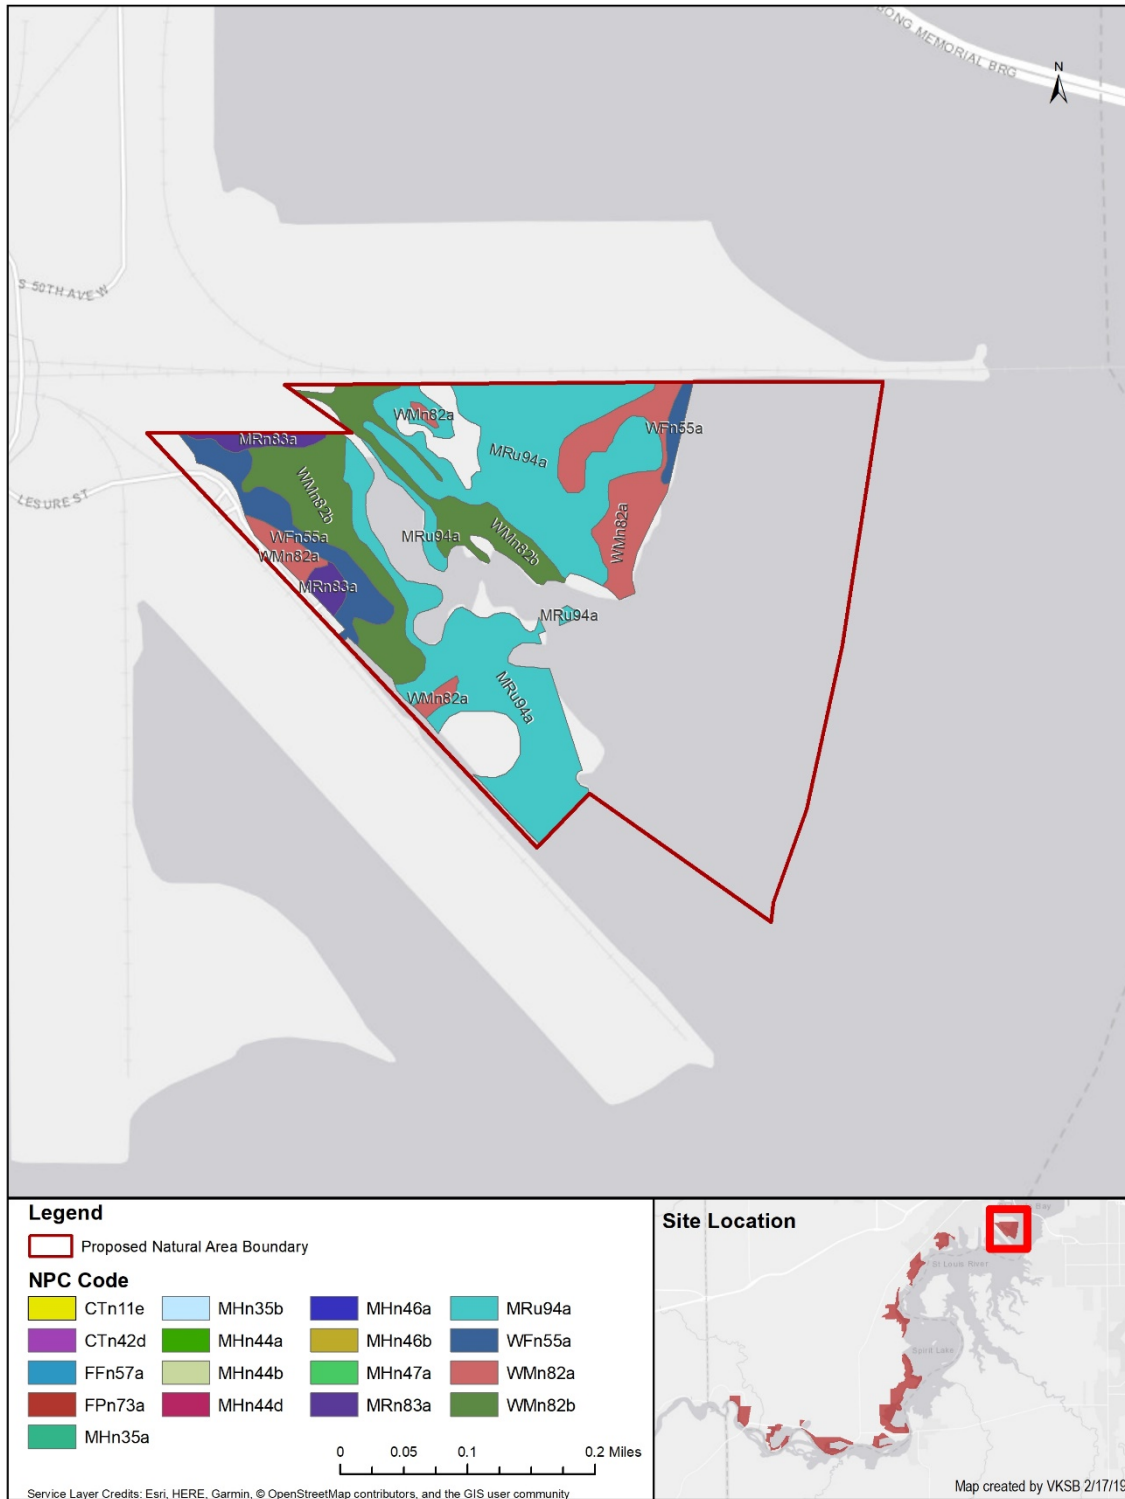 BONG MEMORIAL BRG
N
S 50TH AVE W
LESURE ST
MRn83a
WMn82a
MRu94a
WFn55a
WMn82b
WMn82a
MRu94a
WMn82b
WFn55a
WMn82a
MRn83a
MRu94a
WMn82a
MRu94a
Legend
Proposed Natural Area Boundary
NPC Code
CTn11e
MHn35b
MHn46a
MRu94a
CTn42d
MHn44a
MHn46b
WFn55a
FFn57a
MHn44b
MHn47a
WMn82a
FPn73a
MHn44d
MRn83a
WMn82b
MHn35a
0 0.05 0.1 0.2 Miles
Service Layer Credits: Esri, HERE, Garmin, © OpenStreetMap contributors, and the GIS user community
Site Location
Bay
St Louis River
Spirit Lake
Map created by VKSB 2/17/19